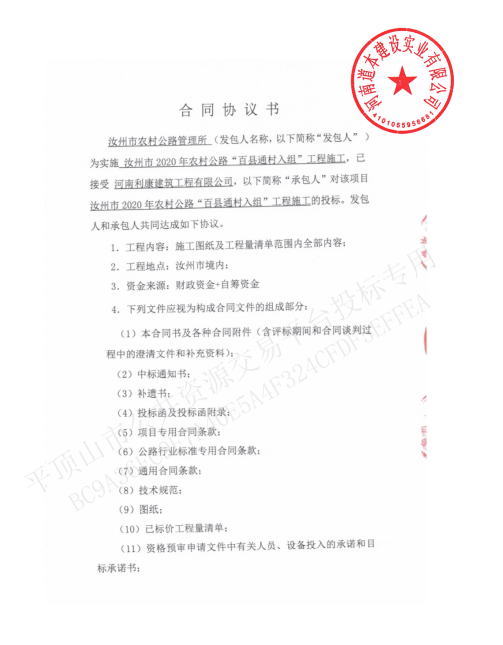 河南道本建设实业有限公司
4101055958681
合同协议书
汝州市农村公路管理所（发包人名称，以下简称“发包人”）
为实施 汝州市 2020 年农村公路“百县通村入组”工程施工，已
接受 河南利康建筑工程有限公司，以下简称“承包人”对该项目
汝州市 2020 年农村公路“百县通村入组”工程施工的投标。发包
人和承包人共同达成如下协议。
1．工程内容：施工图纸及工程量清单范围内全部内容；
2．工程地点：汝州市境内；
3．资金来源：财政资金+自筹资金
4．下列文件应视为构成合同文件的组成部分：
（1）本合同书及各种合同附件（含评标期间和合同谈判过
程中的澄清文件和补充资料）；
（2）中标通知书；
（3）补遗书；
（4）投标函及投标函附录；
（5）项目专用合同条款；
（6）公路行业标准专用合同条款；
（7）通用合同条款；
（8）技术规范；
（9）图纸；
（10）已标价工程量清单；
（11）资格预审申请文件中有关人员、设备投入的承诺和目
标承诺书；
平顶山市公共资源交易平台投标专用